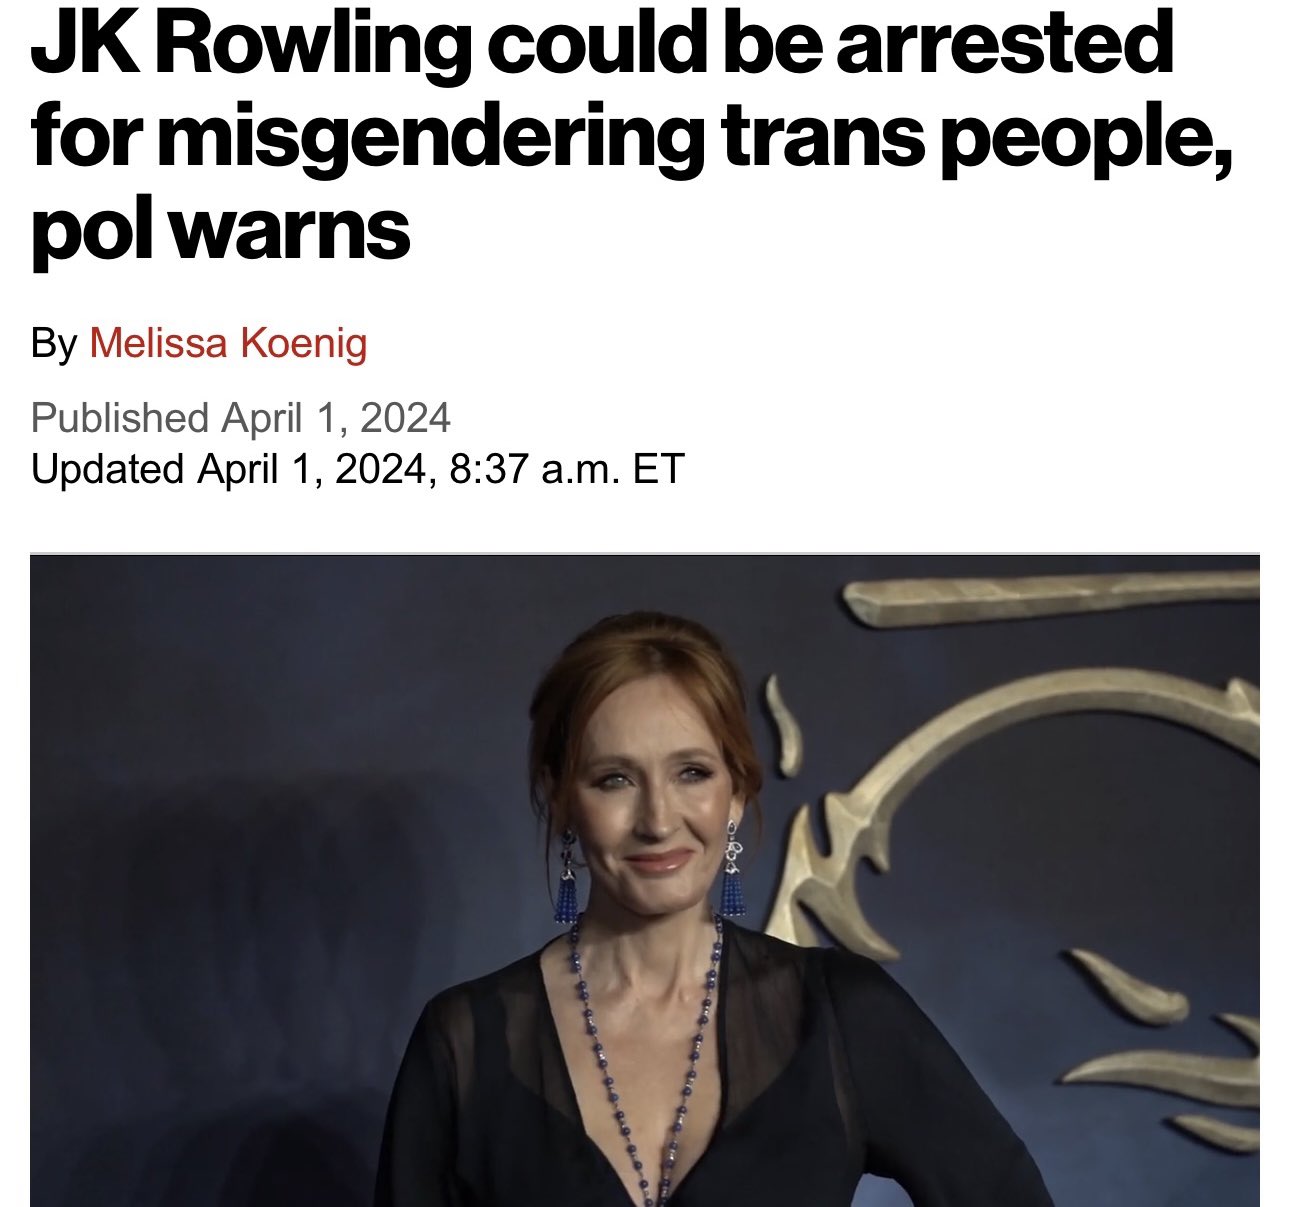 JK Rowling could be arrested
for misgendering trans people,
pol warns
By Melissa Koenig
Published April 1, 2024
Updated April 1, 2024, 8:37 a.m. ET